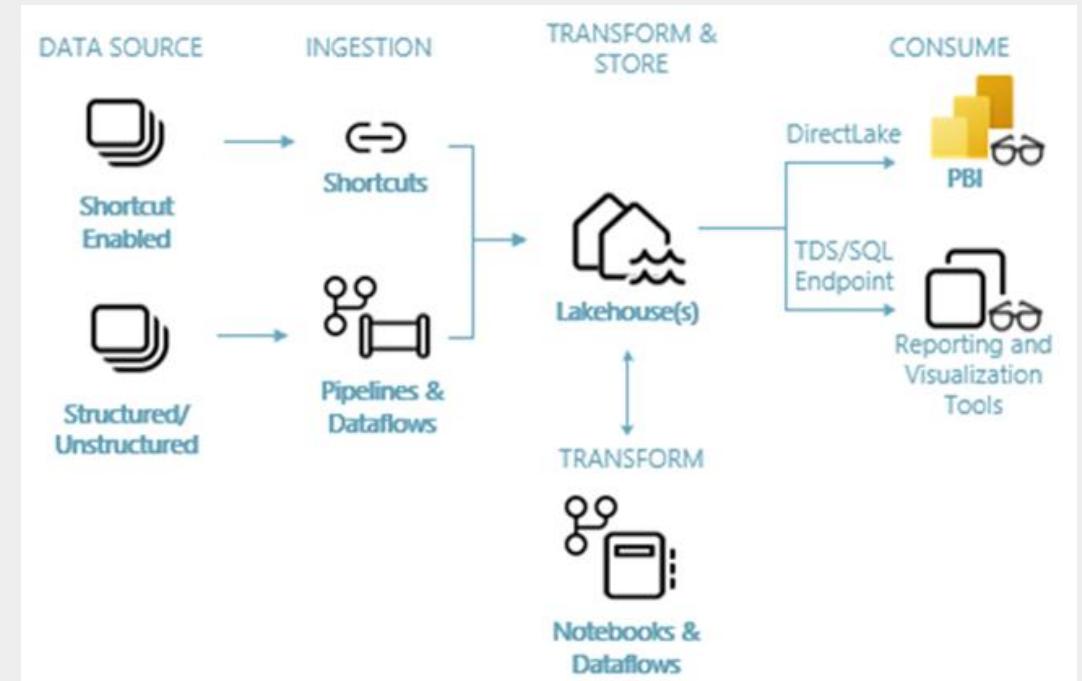 DATA SOURCE
INGESTION
TRANSFORM &
STORE
CONSUME
Shortcut
Enabled
Shortcuts
DirectLake
PBI
TDS/SQL
Endpoint
Lakehouse(s)
Reporting and
Visualization
Tools
Structured/
Unstructured
Pipelines &
Dataflows
TRANSFORM
Notebooks &
Dataflows